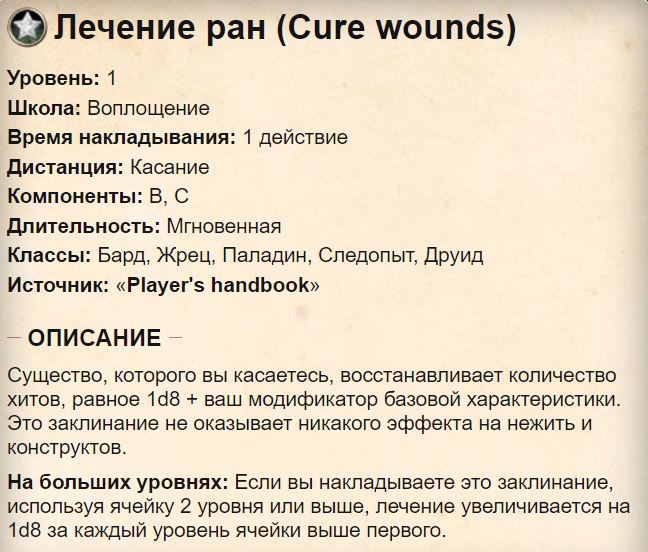 Лечение ран (Cure wounds)
Уровень: 1
Школа: Воплощение
Время накладывания: 1 действие
Дистанция: Касание
Компоненты: В, С
Длительность: Мгновенная
Классы: Бард, Жрец, Паладин, Следопыт, Друид
Источник: «Player's handbook»
— ОПИСАНИЕ —
Существо, которого вы касаетесь, восстанавливает количество
хитов, равное 1d8 + ваш модификатор базовой характеристики.
Это заклинание не оказывает никакого эффекта на нежить и
конструктов.
На больших уровнях: Если вы накладываете это заклинание,
используя ячейку 2 уровня или выше, лечение увеличивается на
1d8 за каждый уровень ячейки выше первого.